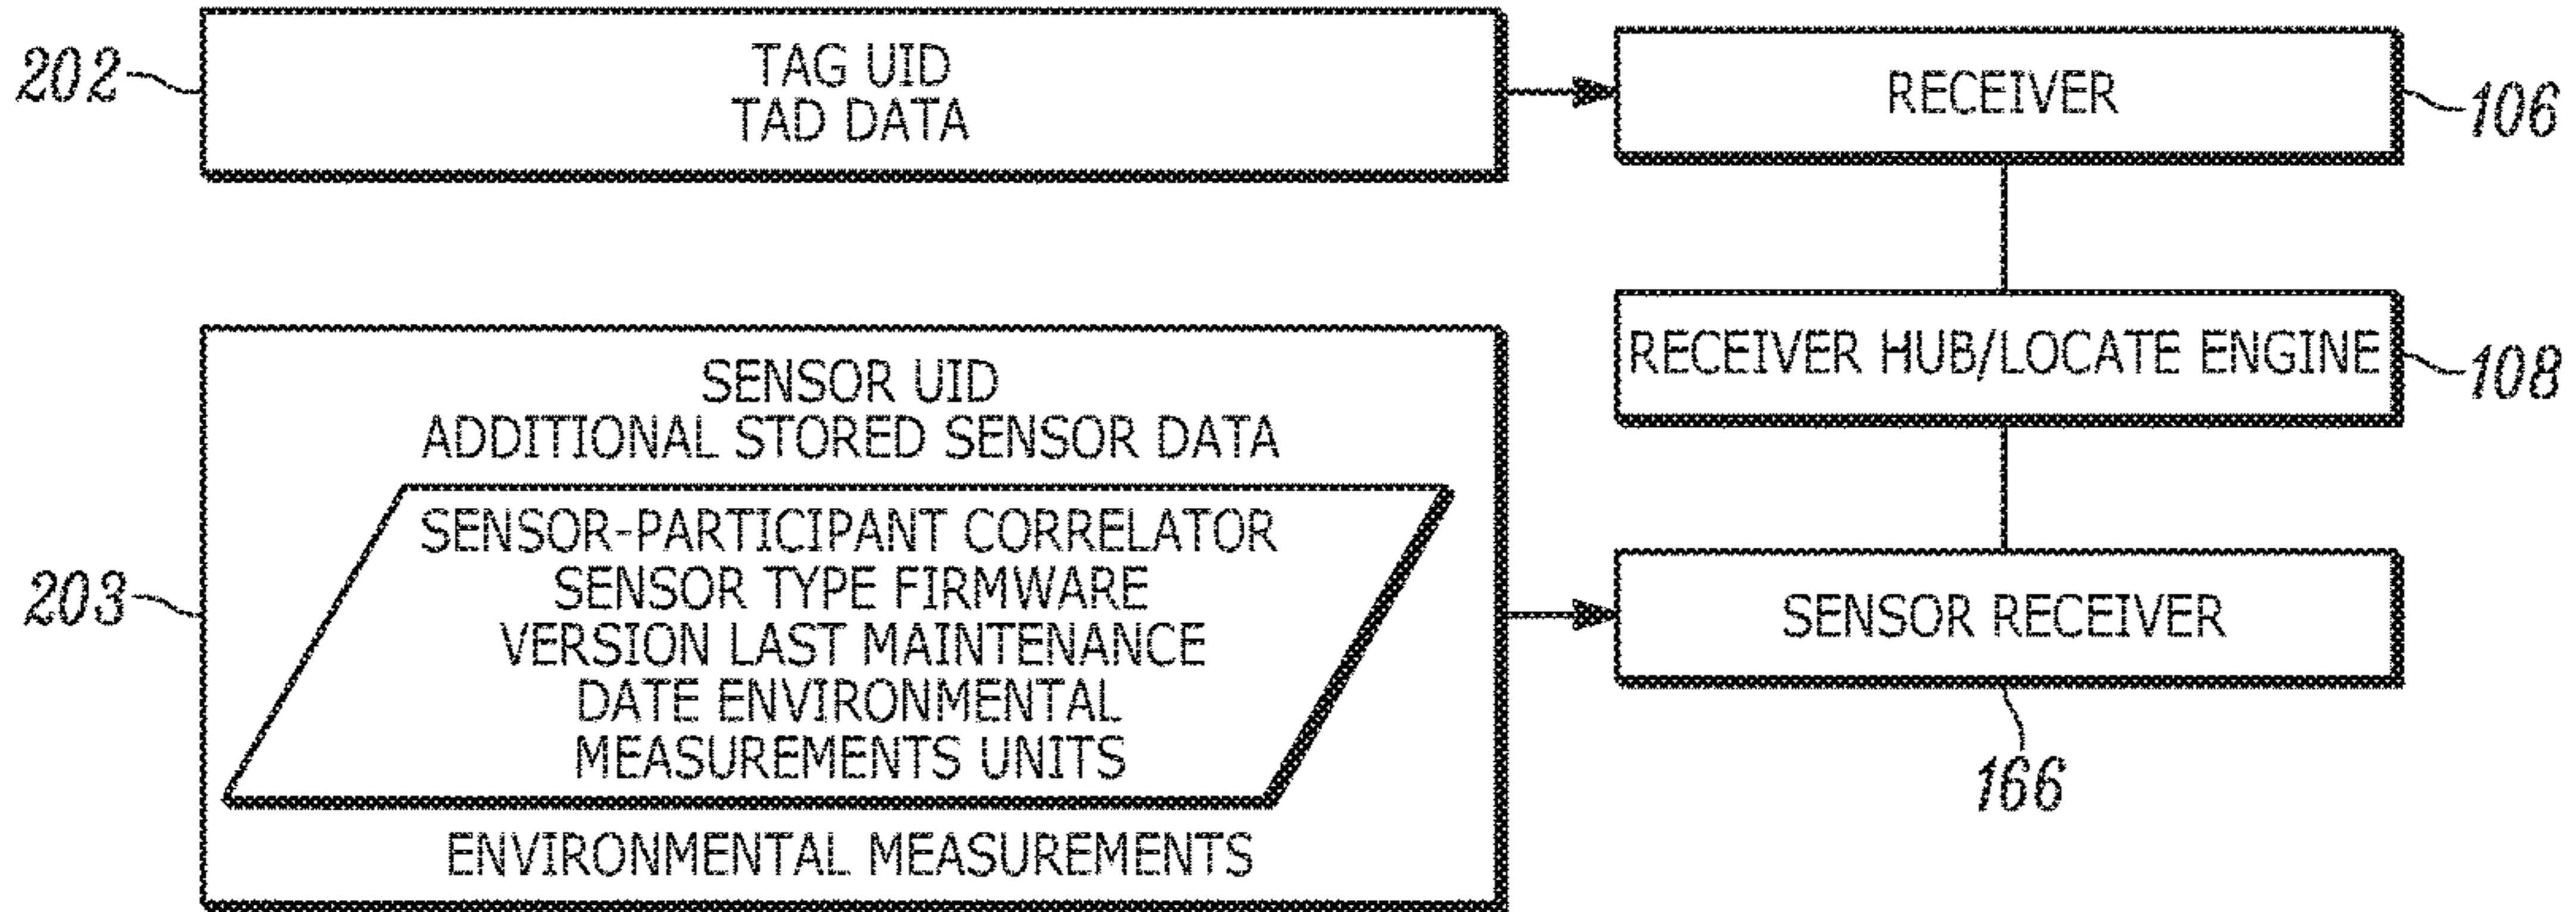 202
TAG UID
TAD DATA
RECEIVER
106
RECEIVER HUB/LOCATE ENGINE
108
203
SENSOR UID
ADDITIONAL STORED SENSOR DATA
SENSOR-PARTICIPANT CORRELATOR
SENSOR TYPE FIRMWARE
VERSION LAST MAINTENANCE
DATE ENVIRONMENTAL
MEASUREMENTS UNITS
ENVIRONMENTAL MEASUREMENTS
SENSOR RECEIVER
166